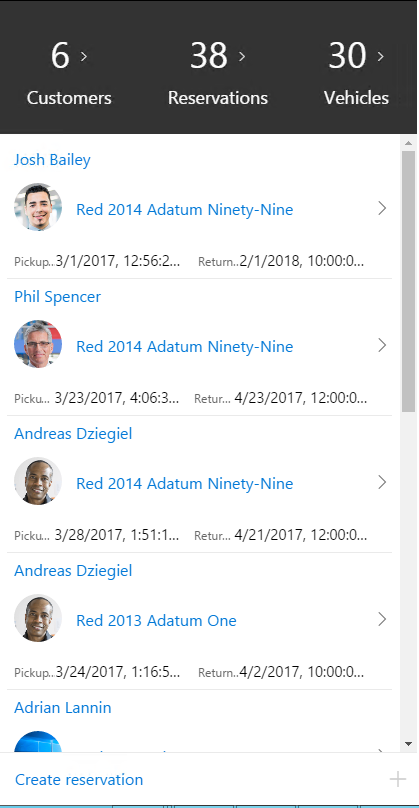 6 38 30
Customers Reservations Vehicles
Josh Bailey
Red 2014 Adatum Ninety-Nine
Pickup...3/1/2017, 12:56:2... Return...2/1/2018, 10:00:0...
Phil Spencer
Red 2014 Adatum Ninety-Nine
Picku... 3/23/2017, 4:06:3... Retur... 4/23/2017, 12:00:0...
Andreas Dziegiel
Red 2014 Adatum Ninety-Nine
Picku... 3/28/2017, 1:51:1... Retur... 4/21/2017, 12:00:0...
Andreas Dziegiel
Red 2013 Adatum One
Pickup...3/24/2017, 1:16:5... Return...4/2/2017, 10:00:0...
Adrian Lannin
Create reservation